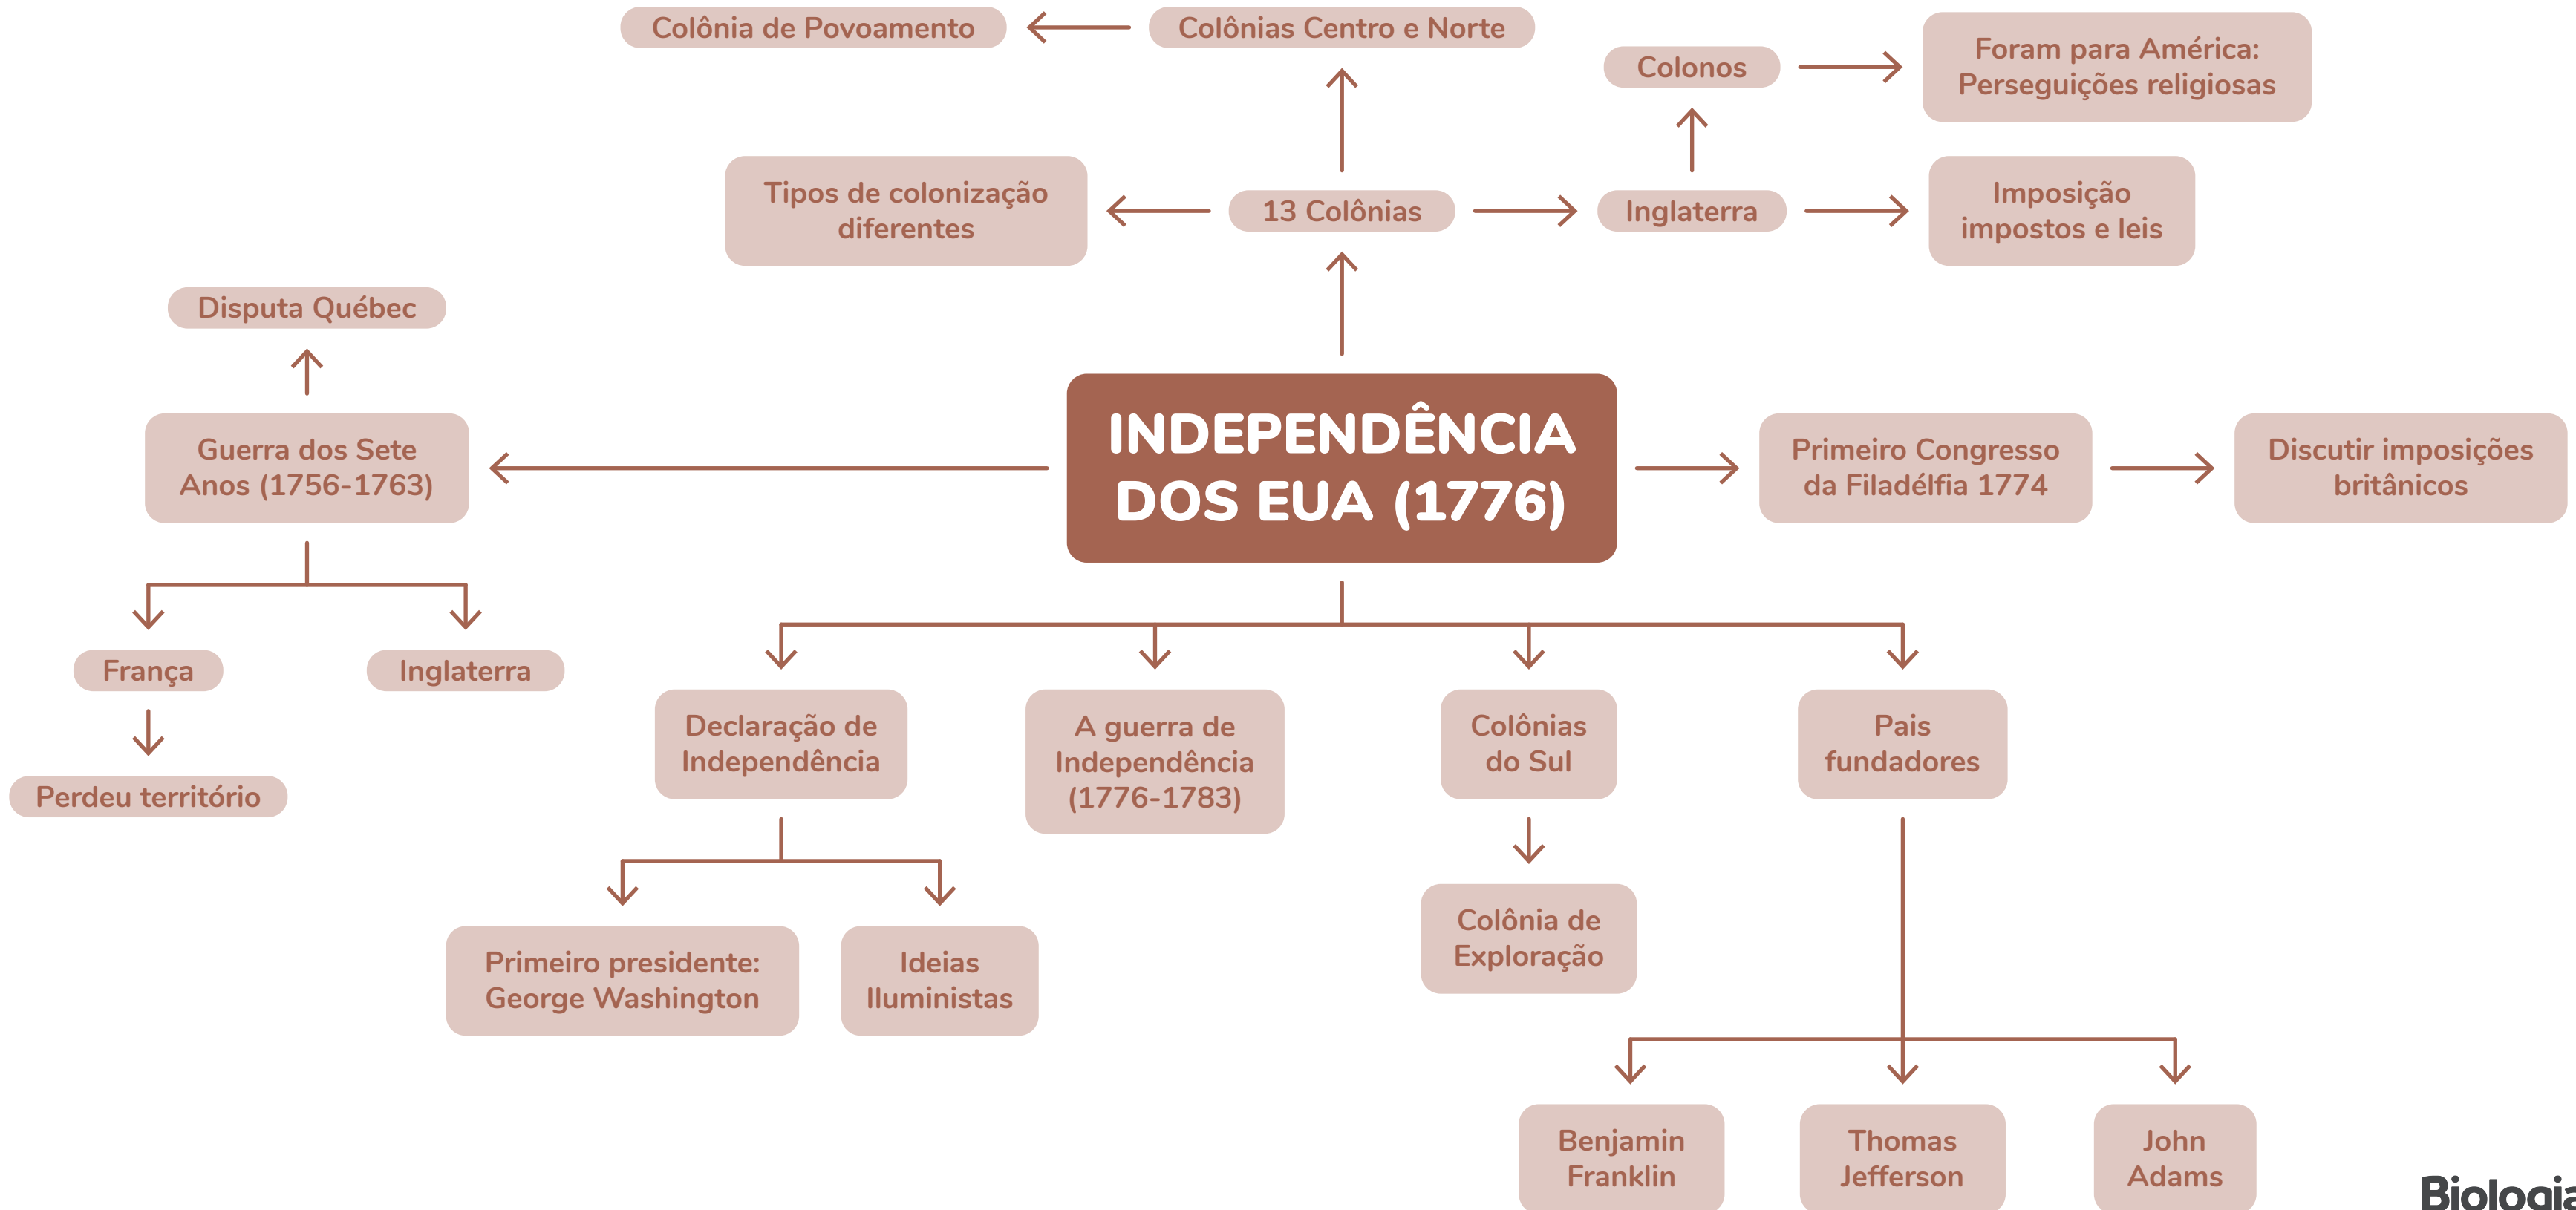 Colônia de Povoamento
Colônias Centro e Norte
Colonos
Foram para América:
Perseguições religiosas
Tipos de colonização
diferentes
13 Colônias
Inglaterra
Imposição
impostos e leis
Disputa Québec
Guerra dos Sete
Anos (1756-1763)
INDEPENDÊNCIA
DOS EUA (1776)
Primeiro Congresso
da Filadélfia 1774
Discutir imposições
britânicos
França
Inglaterra
Perdeu território
Declaração de
Independência
A guerra de
Independência
(1776-1783)
Colônias
do Sul
Pais
fundadores
Primeiro presidente:
George Washington
Ideias
Iluministas
Colônia de
Exploração
Benjamin
Franklin
Thomas
Jefferson
John
Adams
Biologia